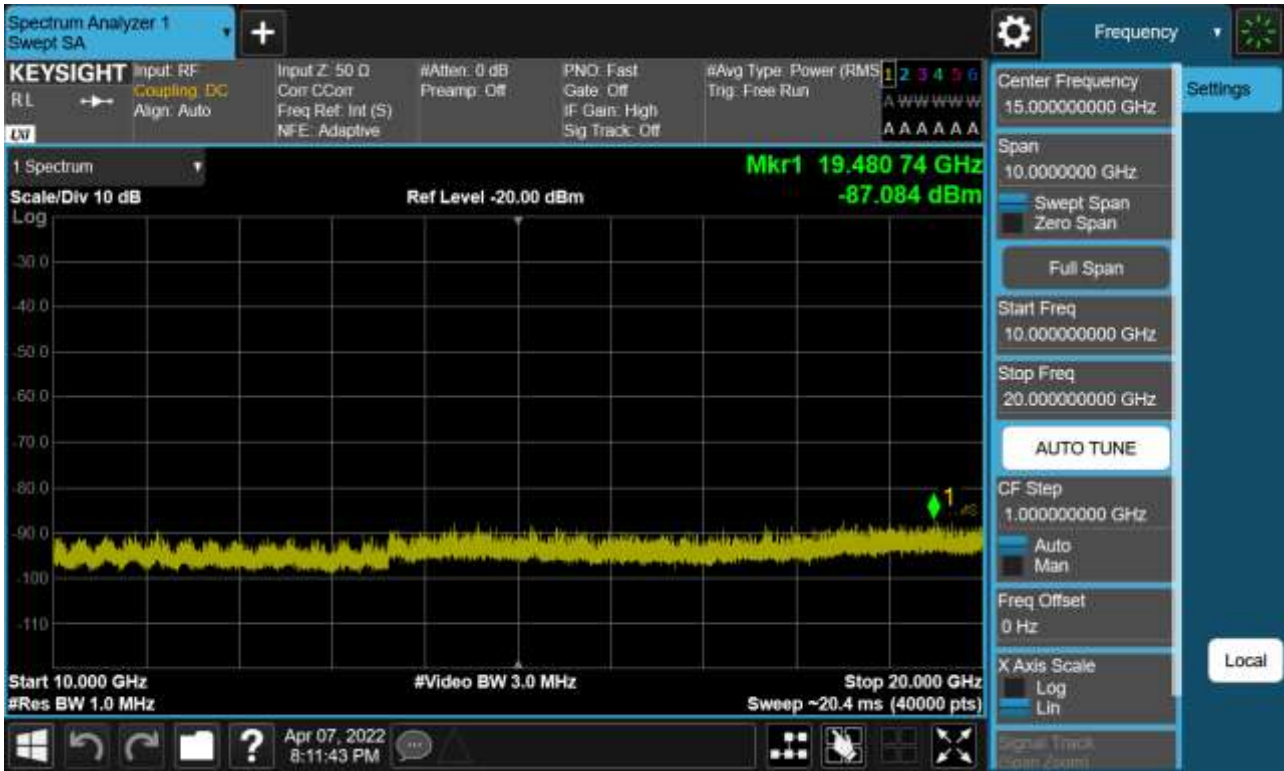 Spectrum Analyzer 1
Swept SA
Frequency
KEYSIGHT
RL
LXI
Input: RF
Coupling: DC
Align: Auto
Input Z: 50 Ω
Corr CCorr
Freq Ref: Int (S)
NFE: Adaptive
#Atten: 0 dB
Preamp: Off
PNO: Fast
Gate: Off
IF Gain: High
Sig Track: Off
#Avg Type: Power (RMS
Trig: Free Run
1 2 3 4 5 6
A W W W W W
A A A A A A
1 Spectrum
Scale/Div 10 dB
Ref Level -20.00 dBm
Mkr1 19.480 74 GHz
-87.084 dBm
Log
-30.0
-40.0
-50.0
-60.0
-70.0
-80.0
-90.0
-100
-110
1
Start 10.000 GHz
#Video BW 3.0 MHz
Stop 20.000 GHz
#Res BW 1.0 MHz
Sweep ~20.4 ms (40000 pts)
Center Frequency
15.000000000 GHz
Span
10.0000000 GHz
Swept Span
Zero Span
Full Span
Start Freq
10.000000000 GHz
Stop Freq
20.000000000 GHz
AUTO TUNE
CF Step
1.000000000 GHz
Auto
Man
Freq Offset
0 Hz
X Axis Scale
Log
Lin
Signal Track
(Span Zoom)
Settings
Local
?
Apr 07, 2022
8:11:43 PM